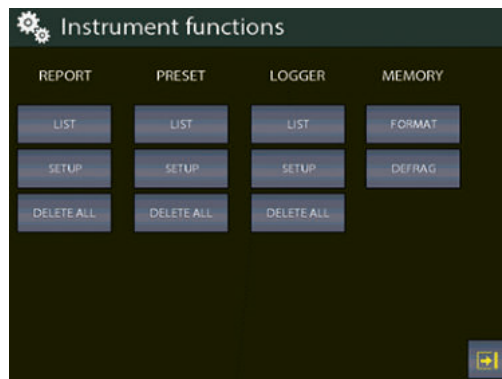 Instrument functions
REPORT PRESET LOGGER MEMORY
LIST LIST LIST FORMAT
SETUP SETUP SETUP DEFRAG
DELETE ALL DELETE ALL DELETE ALL